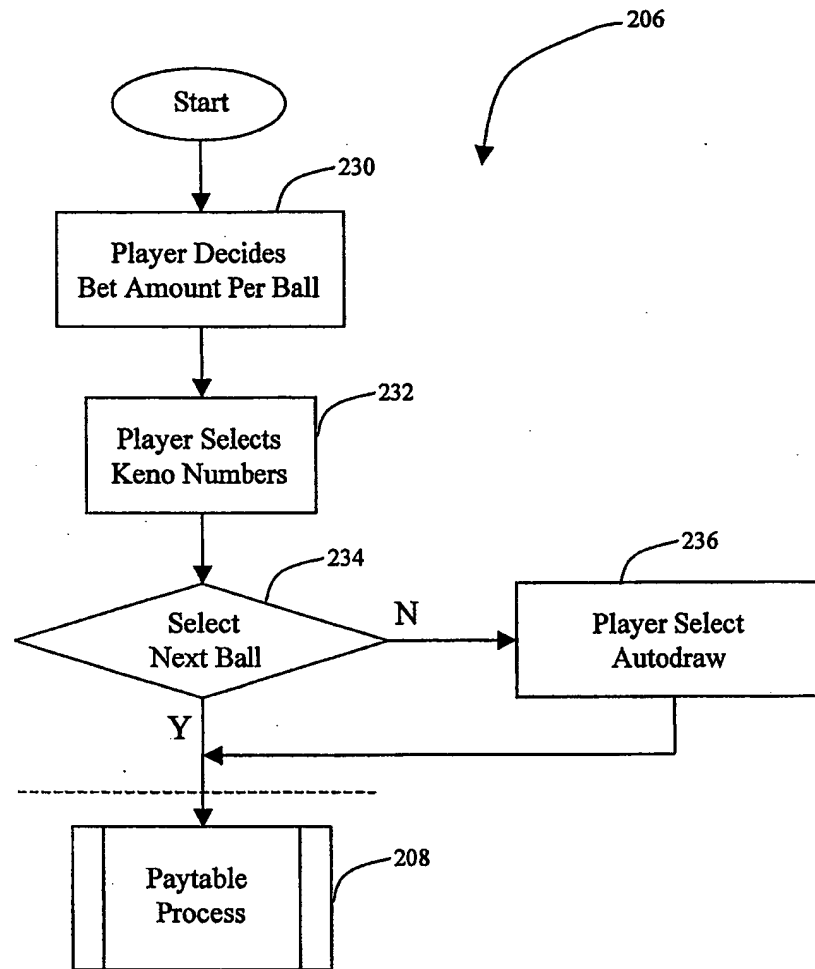 206
Start
230
Player Decides
Bet Amount Per Ball
232
Player Selects
Keno Numbers
234
Select
Next Ball
N
236
Player Select
Autodraw
Y
208
Paytable
Process